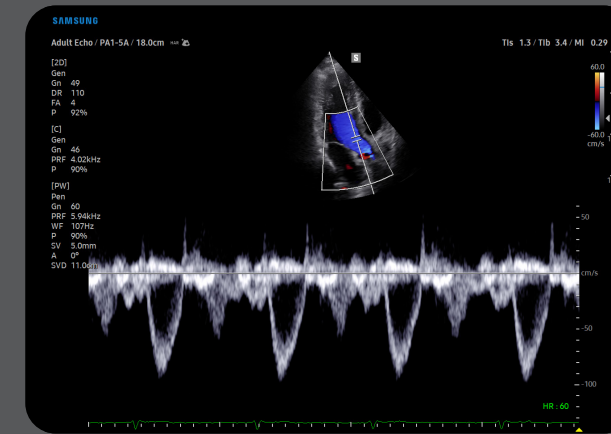 SAMSUNG
Adult Echo / PA1-5A / 18.0cm
TIs 1.3 / TIb 3.4 / MI 0.29
[2D]
Gen
Gn 49
DR 110
FA 4
P 92%
[C]
Gen
Gn 46
PRF 4.02kHz
P 90%
[PW]
Pen
Gn 60
PRF 5.94kHz
WF 107Hz
P 90%
SV 5.0mm
A 0°
SVD 11.0cm
S
60.0
-60.0
cm/s
50
cm/s
-50
-100
HR : 60